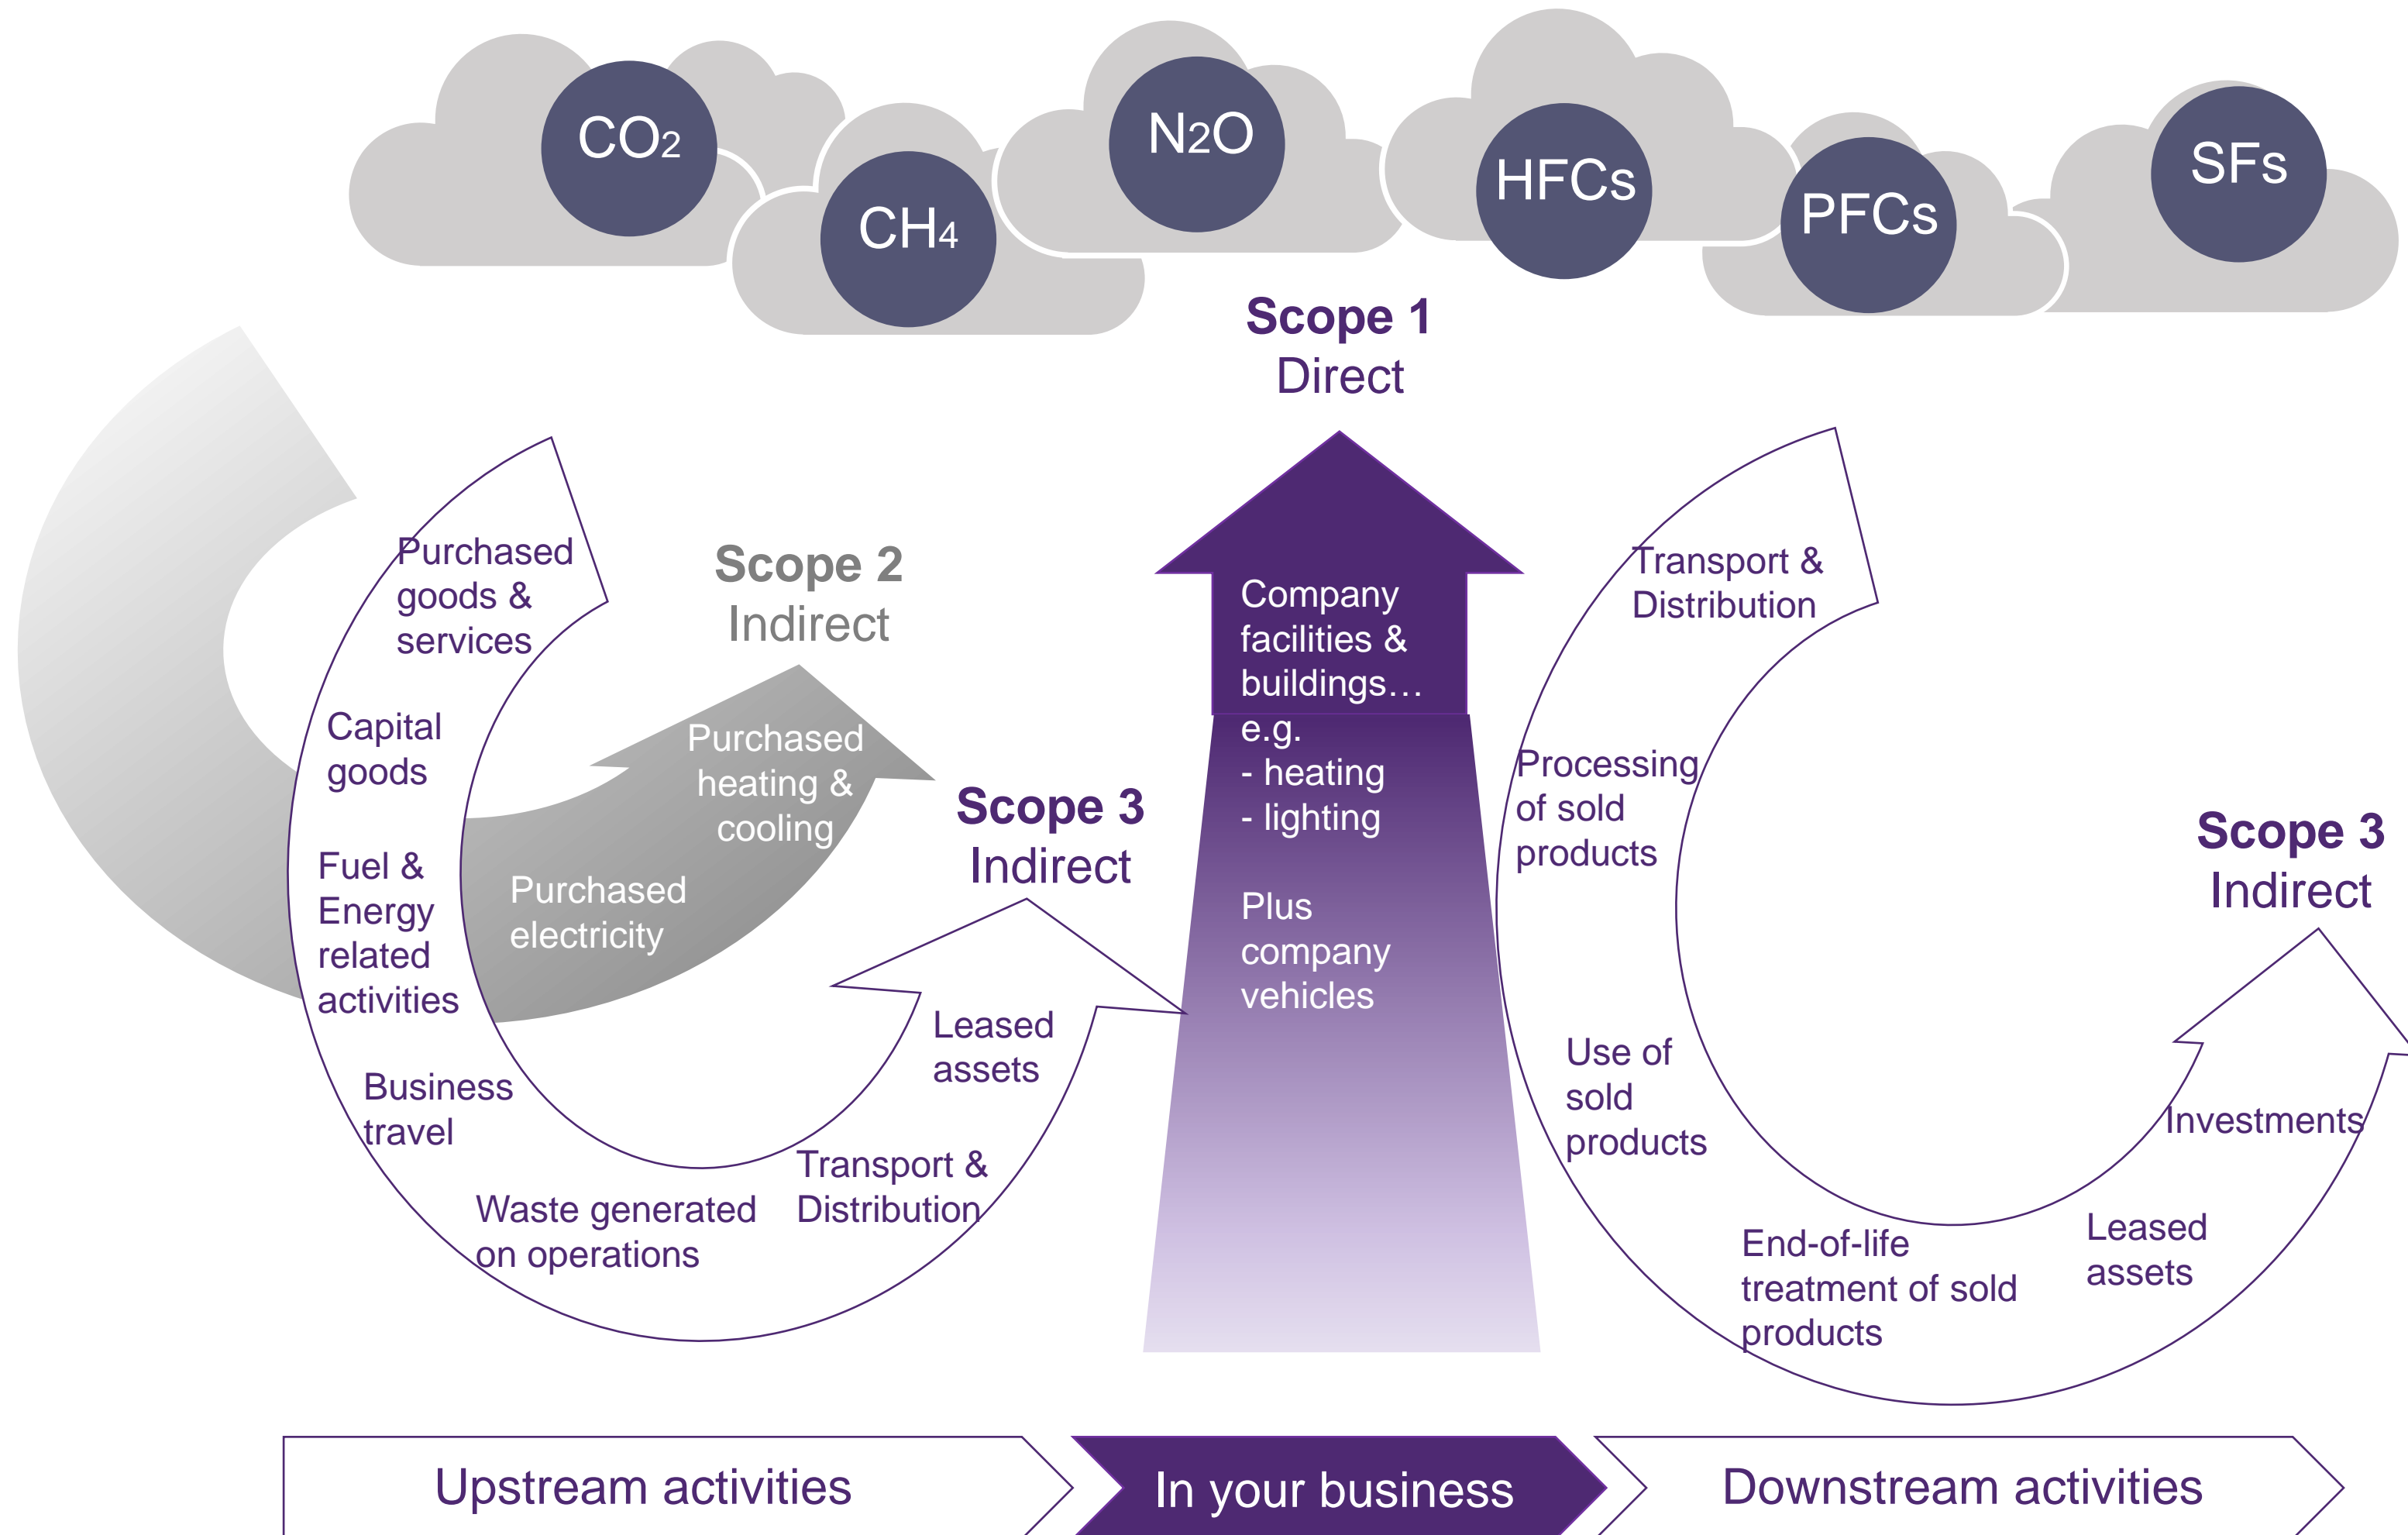 CO2
CH4
N2O
HFCs
PFCs
SFs
Scope 1
Direct
Scope 2
Indirect
Scope 3
Indirect
Scope 3
Indirect
Purchased
goods &
services
Capital
goods
Fuel &
Energy
related
activities
Business
travel
Waste generated
on operations
Transport &
Distribution
Leased
assets
Purchased
electricity
Purchased
heating &
cooling
Company
facilities &
buildings…
e.g.
- heating
- lighting
Plus
company
vehicles
Transport &
Distribution
Processing
of sold
products
Use of
sold
products
End-of-life
treatment of sold
products
Leased
assets
Investments
Upstream activities
In your business
Downstream activities